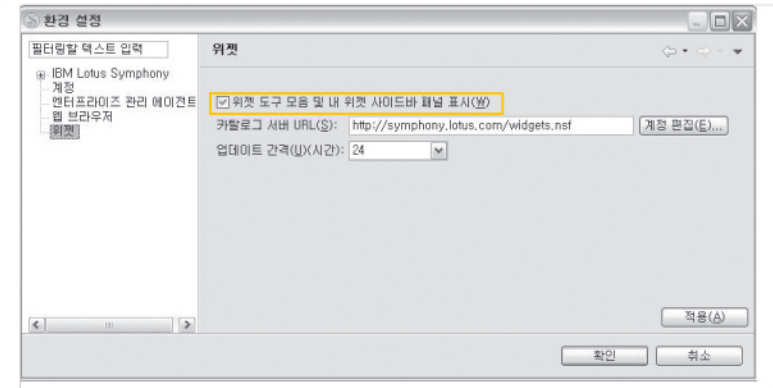 환경 설정
필터링할 텍스트 입력
위젯
IBM Lotus Symphony
계정
엔터프라이즈 관리 에이전트
웹 브라우저
위젯
위젯 도구 모음 및 내 위젯 사이드바 패널 표시(W)
카탈로그 서버 URL(S): http://symphony.lotus.com/widgets.nsf 계정 편집(E)...
업데이트 간격(U)(시간): 24
적용(A)
확인 취소